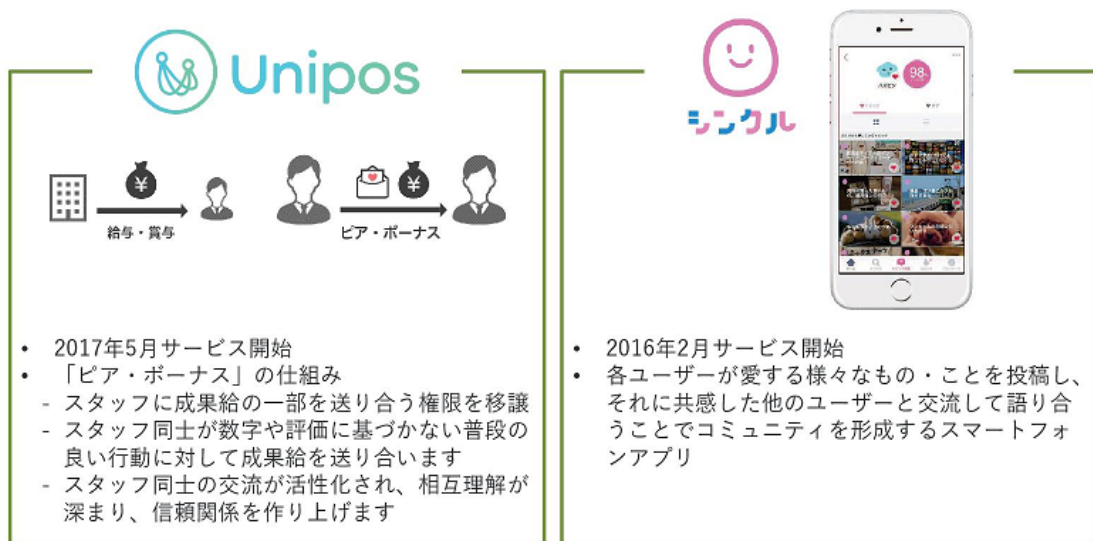 Unipos
¥
給与・賞与
¥
ピア・ボーナス
• 2017年5月サービス開始
• 「ピア・ボーナス」の仕組み
- スタッフに成果給の一部を送り合う権限を移譲
- スタッフ同士が数字や評価に基づかない普段の
良い行動に対して成果給を送り合います
- スタッフ同士の交流が活性化され、相互理解が
深まり、信頼関係を作り上げます
シンクル
98%
• 2016年2月サービス開始
• 各ユーザーが愛する様々なもの・ことを投稿し、
それに共感した他のユーザーと交流して語り合
うことでコミュニティを形成するスマートフォ
ンアプリ